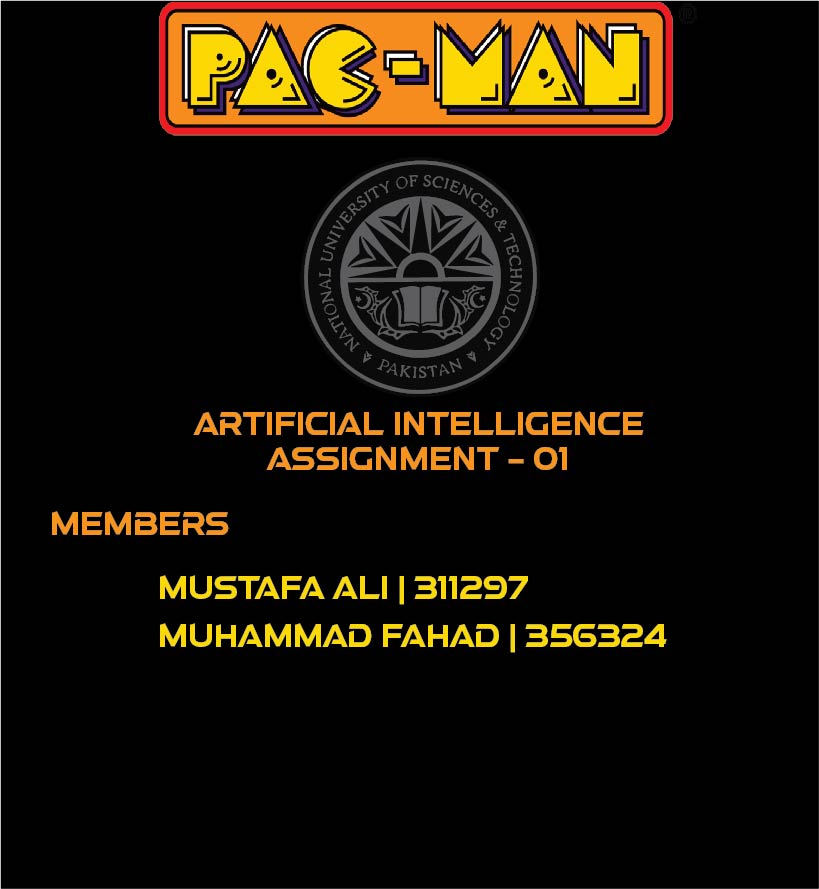 PAC-MAN
®
NATIONAL UNIVERSITY OF SCIENCES & TECHNOLOGY
PAKISTAN
ARTIFICIAL INTELLIGENCE
ASSIGNMENT – 01
MEMBERS
MUSTAFA ALI | 311297
MUHAMMAD FAHAD | 356324